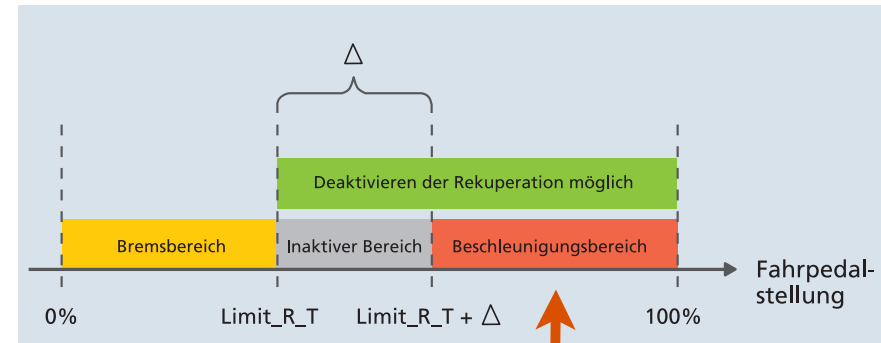 Δ
Deaktivieren der Rekuperation möglich
Bremsbereich Inaktiver Bereich Beschleunigungsbereich
Fahrpedal-
stellung
0% Limit_R_T Limit_R_T + Δ 100%